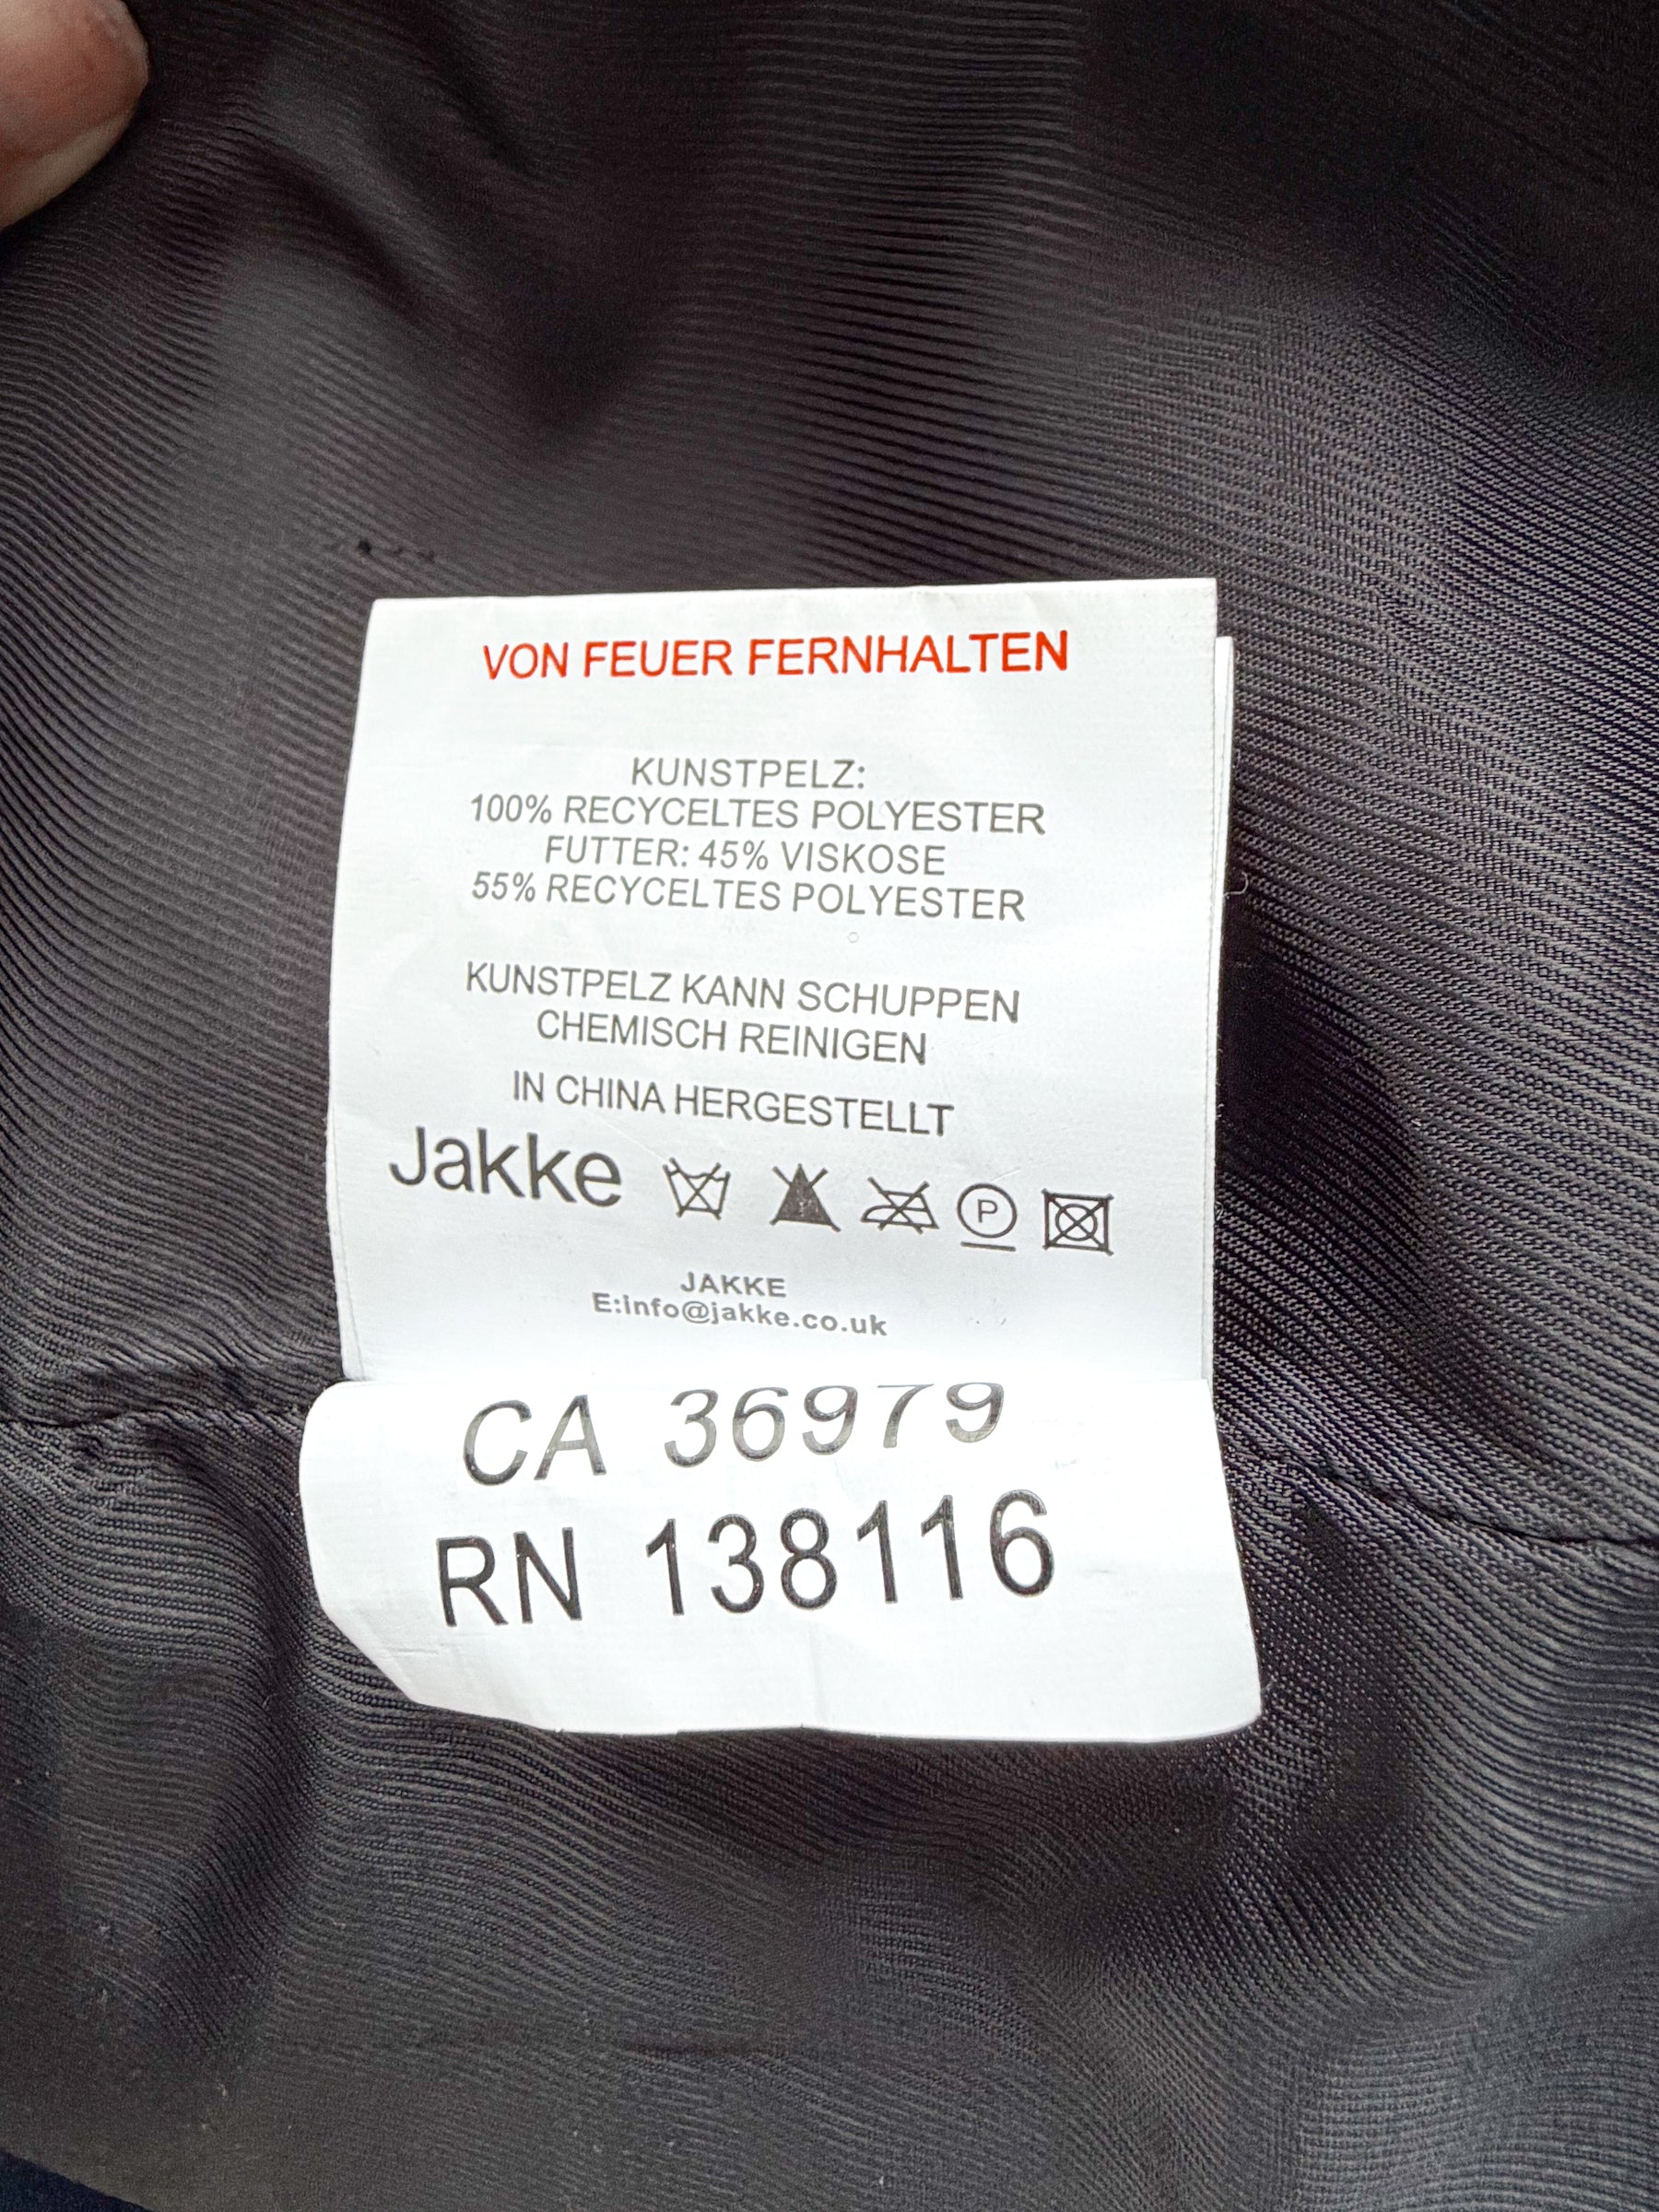 VON FEUER FERNHALTEN
KUNSTPELZ:
100% RECYCELTES POLYESTER
FUTTER: 45% VISKOSE
55% RECYCELTES POLYESTER
KUNSTPELZ KANN SCHUPPEN
CHEMISCH REINIGEN
IN CHINA HERGESTELLT
Jakke P
JAKKE
E:info@jakke.co.uk
CA 36979
RN 138116